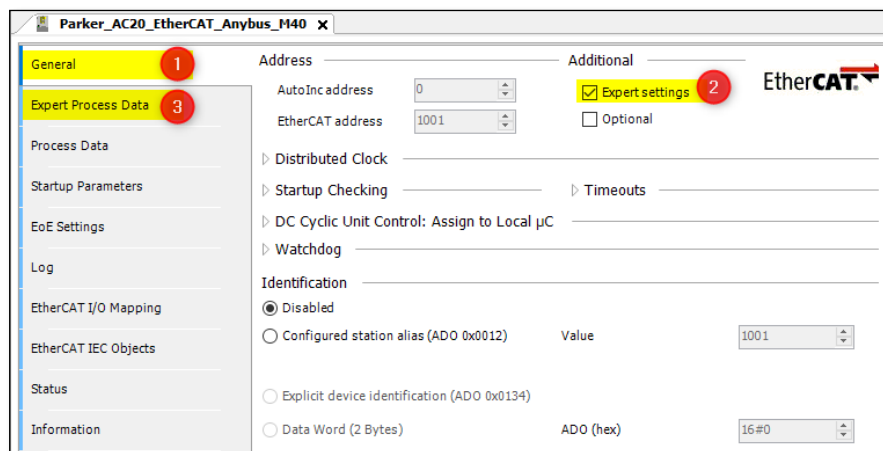 Parker_AC20_EtherCAT_Anybus_M40 X
General 1
Expert Process Data 3
Process Data
Startup Parameters
EoE Settings
Log
EtherCAT I/O Mapping
EtherCAT IEC Objects
Status
Information
Address
AutoInc address 0
EtherCAT address 1001
Additional
Expert settings 2
Optional
EtherCAT.
Distributed Clock
Startup Checking
Timeouts
DC Cyclic Unit Control: Assign to Local µC
Watchdog
Identification
Disabled
Configured station alias (ADO 0x0012) Value 1001
Explicit device identification (ADO 0x0134)
Data Word (2 Bytes) ADO (hex) 16#0